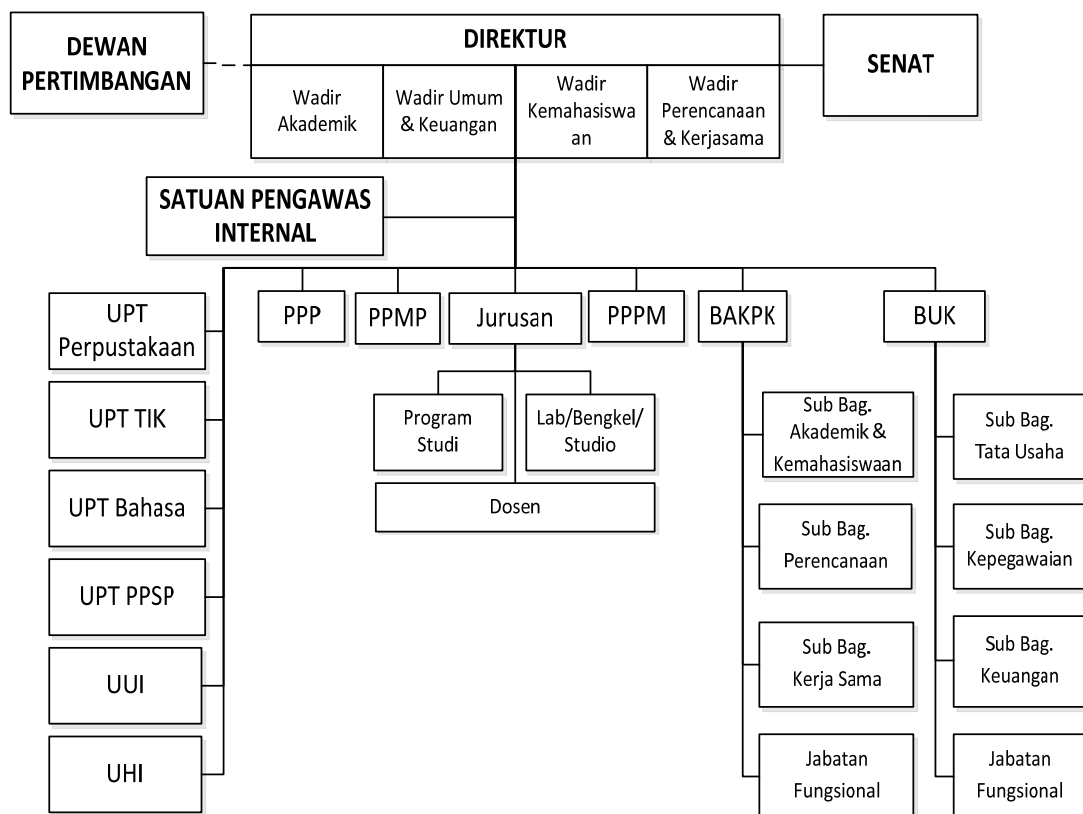 DEWAN
PERTIMBANGAN
DIREKTUR
Wadir
Akademik
Wadir Umum
& Keuangan
Wadir
Kemahasiswa
an
Wadir
Perencanaan
& Kerjasama
SENAT
SATUAN PENGAWAS
INTERNAL
UPT
Perpustakaan
UPT TIK
UPT Bahasa
UPT PPSP
UUI
UHI
PPP
PPMP
Jurusan
PPPM
BAKPK
BUK
Program
Studi
Lab/Bengkel/
Studio
Dosen
Sub Bag.
Akademik &
Kemahasiswaan
Sub Bag.
Perencanaan
Sub Bag.
Kerja Sama
Jabatan
Fungsional
Sub Bag.
Tata Usaha
Sub Bag.
Kepegawaian
Sub Bag.
Keuangan
Jabatan
Fungsional